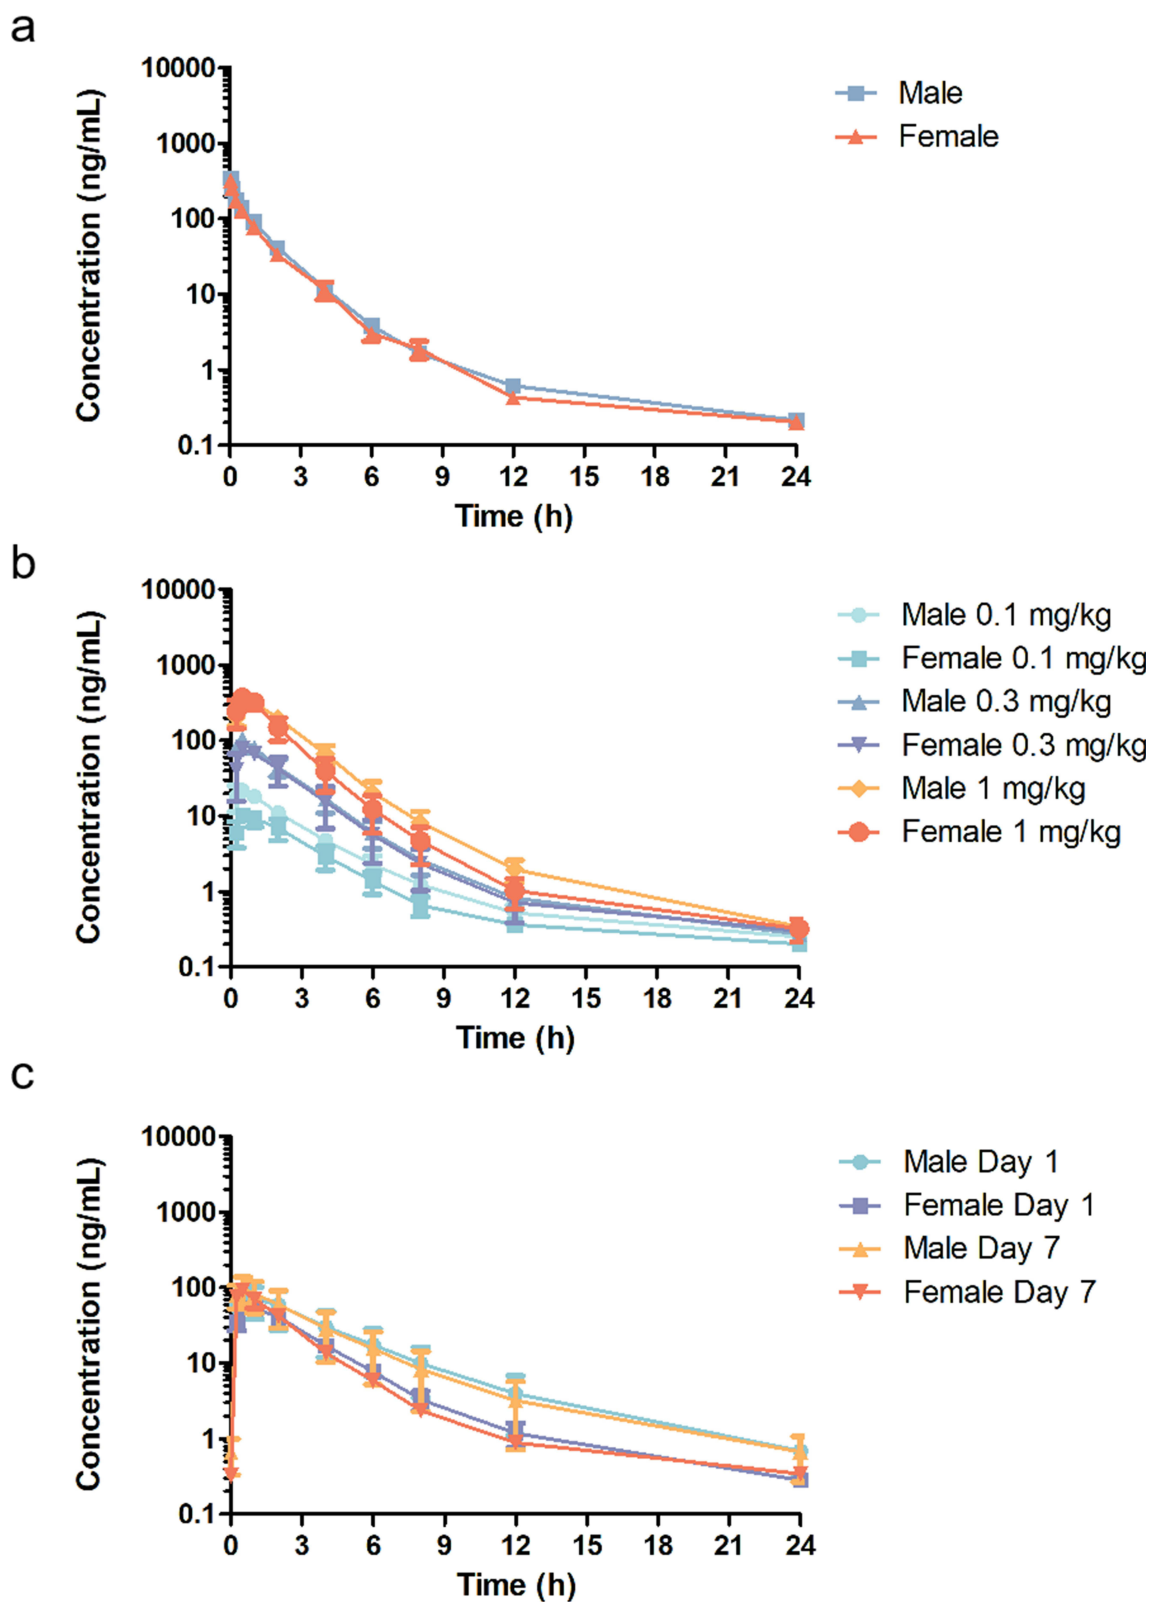 a
Concentration (ng/mL)
10000
1000
100
10
1
0.1
0 3 6 9 12 15 18 21 24
Time (h)
Male
Female
b
Concentration (ng/mL)
10000
1000
100
10
1
0.1
0 3 6 9 12 15 18 21 24
Time (h)
Male 0.1 mg/kg
Female 0.1 mg/kg
Male 0.3 mg/kg
Female 0.3 mg/kg
Male 1 mg/kg
Female 1 mg/kg
c
Concentration (ng/mL)
10000
1000
100
10
1
0.1
0 3 6 9 12 15 18 21 24
Time (h)
Male Day 1
Female Day 1
Male Day 7
Female Day 7